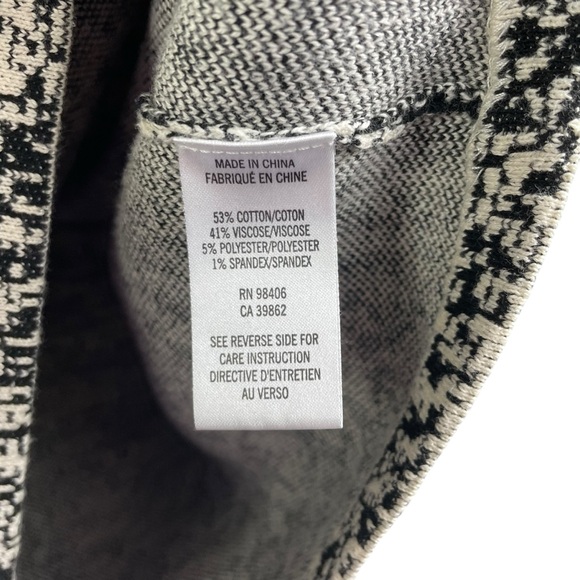 MADE IN CHINA
FABRIQUÉ EN CHINE
53% COTTON/COTON
41% VISCOSE/VISCOSE
5% POLYESTER/POLYESTER
1% SPANDEX/SPANDEX
RN 98406
CA 39862
SEE REVERSE SIDE FOR
CARE INSTRUCTION
DIRECTIVE D'ENTRETIEN
AU VERSO